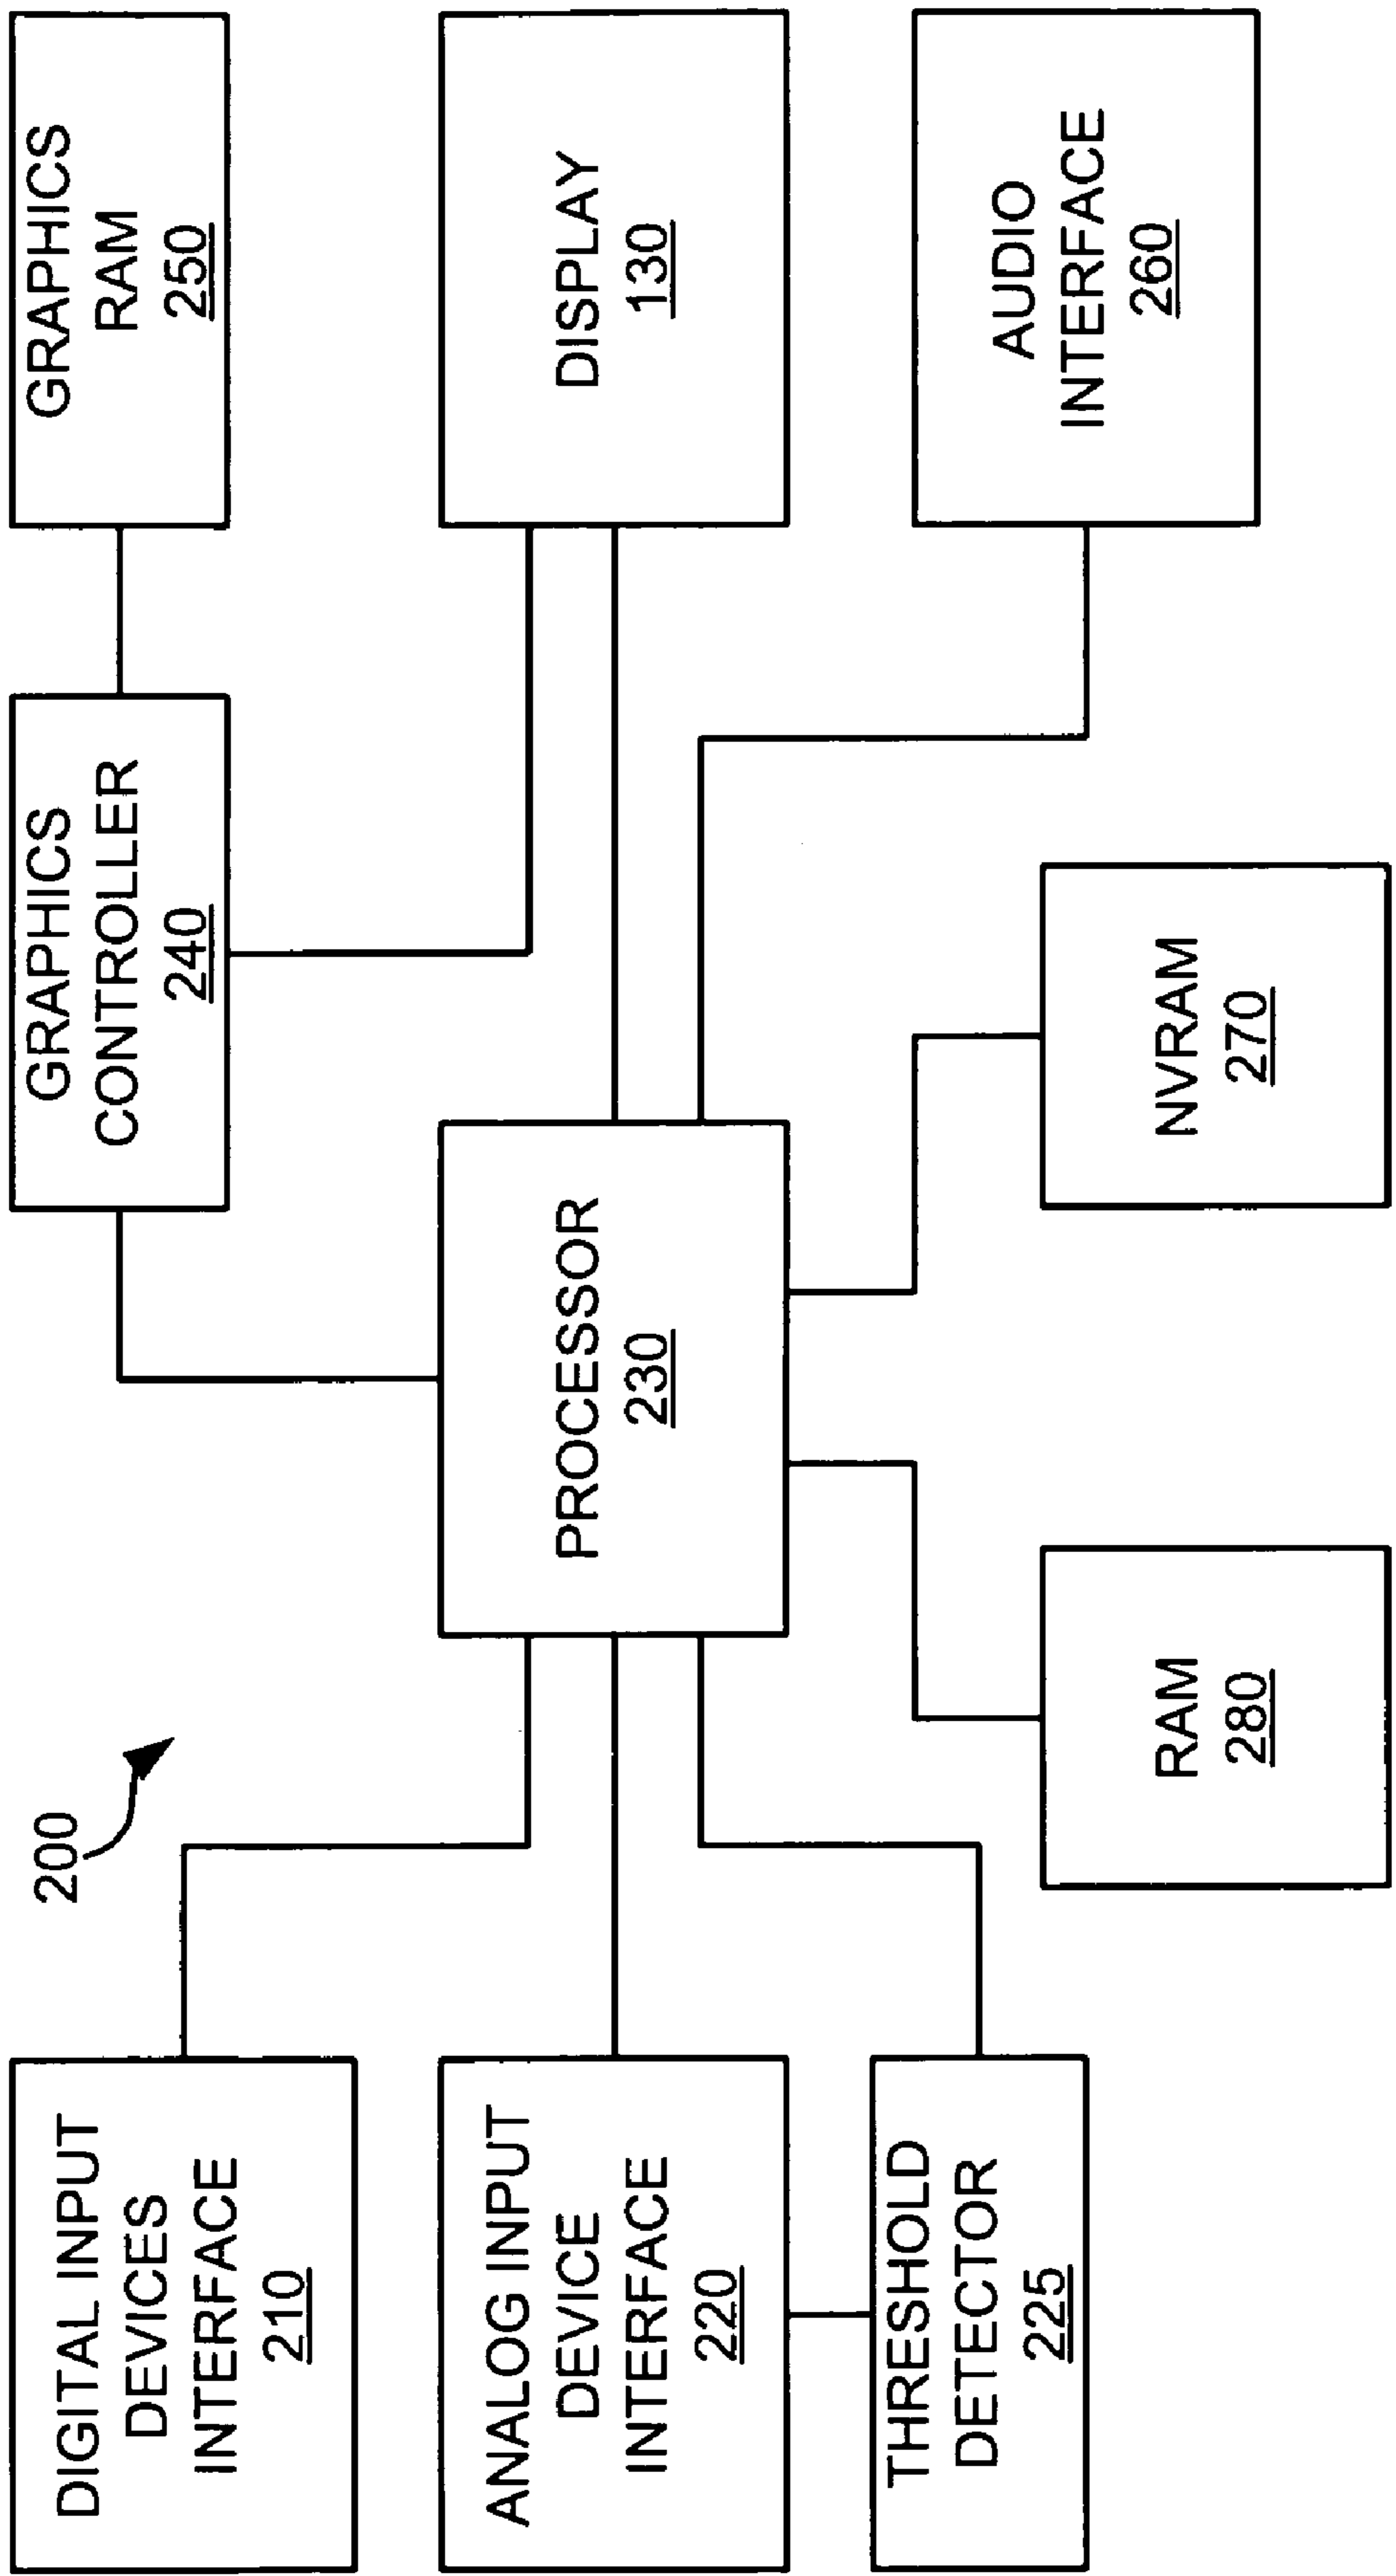 200
DIGITAL INPUT
DEVICES
INTERFACE
210
GRAPHICS
CONTROLLER
240
GRAPHICS
RAM
250
ANALOG INPUT
DEVICE
INTERFACE
220
PROCESSOR
230
DISPLAY
130
THRESHOLD
DETECTOR
225
RAM
280
NVRAM
270
AUDIO
INTERFACE
260